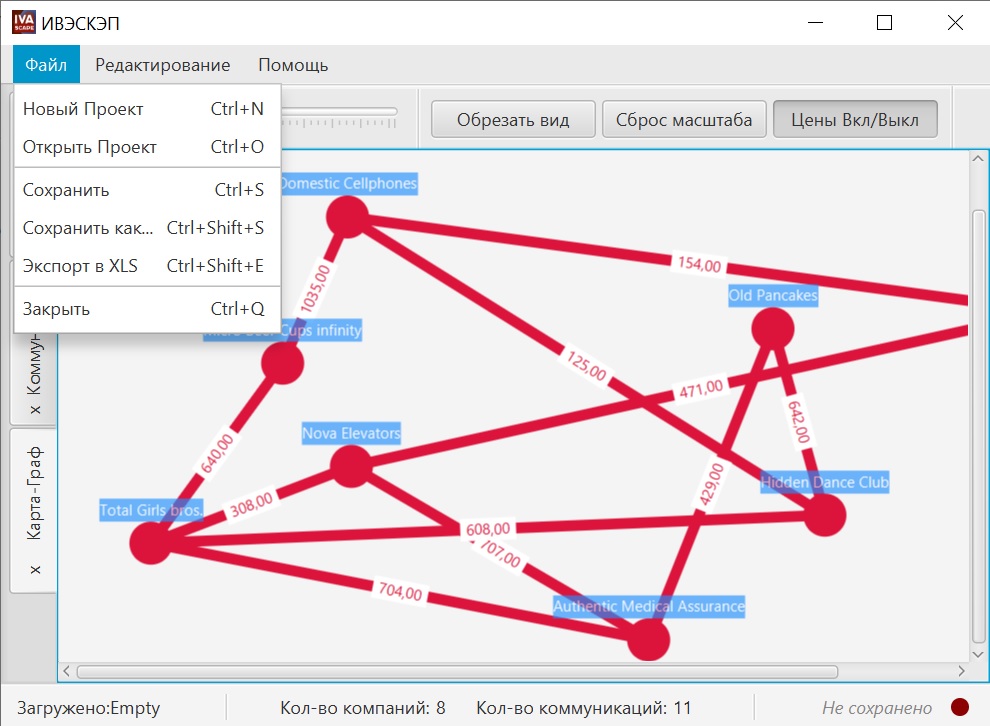 IVA
SCAPE
ИВЭСКЭП
Файл
Редактирование
Помощь
Новый Проект Ctrl+N
Открыть Проект Ctrl+O
Сохранить Ctrl+S
Сохранить как... Ctrl+Shift+S
Экспорт в XLS Ctrl+Shift+E
Закрыть Ctrl+Q
Обрезать вид
Сброс масштаба
Цены Вкл/Выкл
x Коммун
x Карта-Граф
Domestic Cellphones
154,00
1035,00
Old Pancakes
Cups infinity
125,00
471,00
642,00
Nova Elevators
640,00
429,00
Hidden Dance Club
Total Girls bros.
308,00
608,00
707,00
704,00
Authentic Medical Assurance
Загружено:Empty
Кол-во компаний: 8
Кол-во коммуникаций: 11
Не сохранено